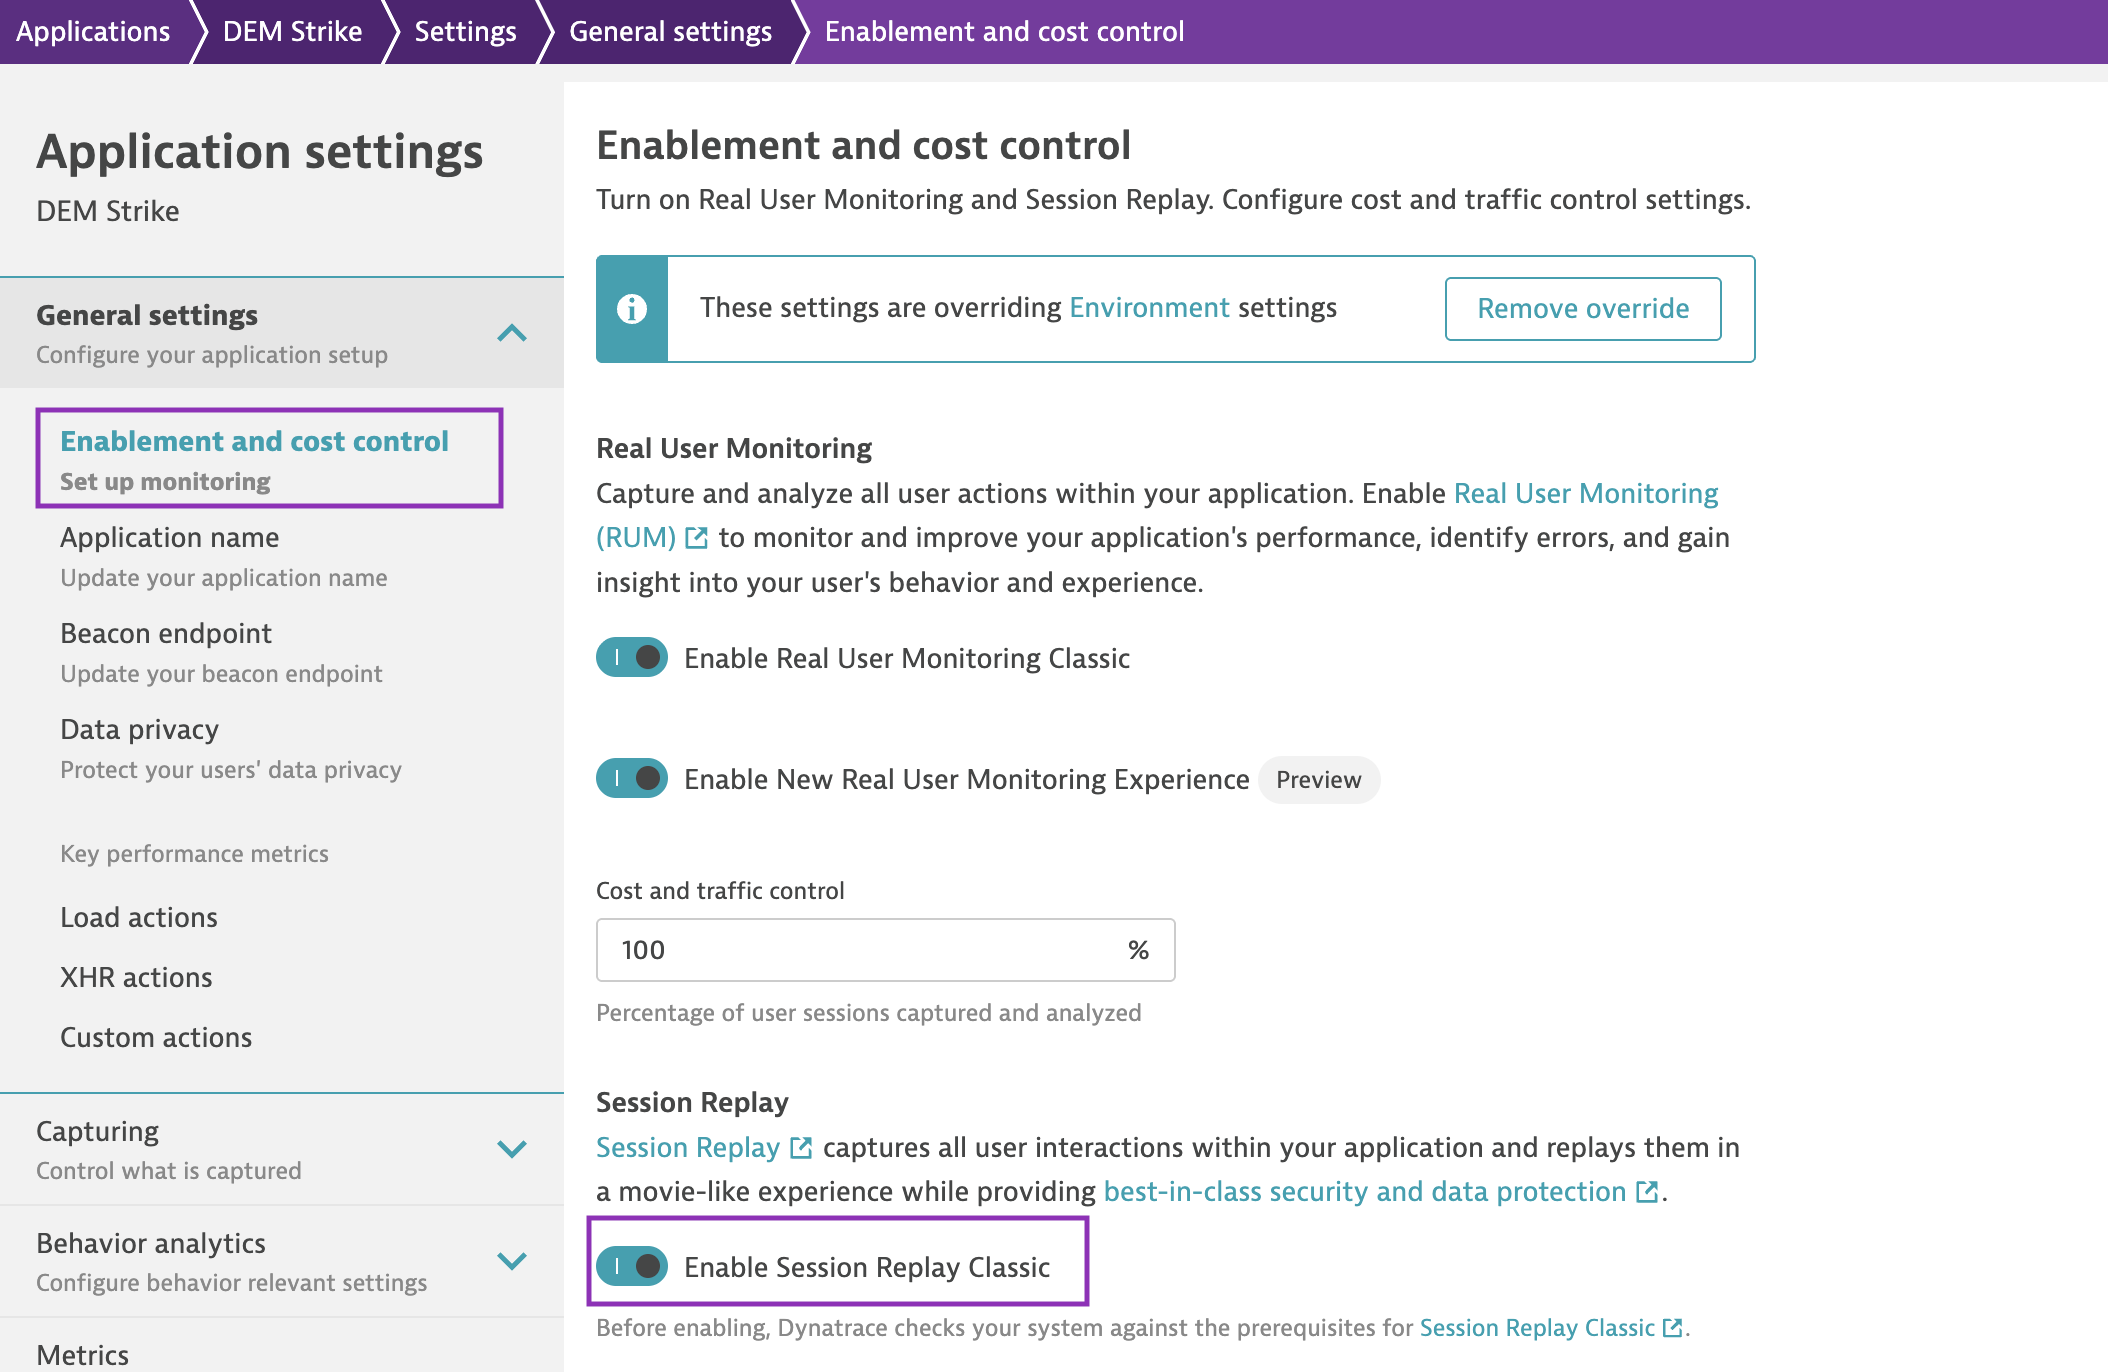 Applications
DEM Strike
Settings
General settings
Enablement and cost control
Application settings
DEM Strike
General settings
Configure your application setup
Enablement and cost control
Set up monitoring
Application name
Update your application name
Beacon endpoint
Update your beacon endpoint
Data privacy
Protect your users' data privacy
Key performance metrics
Load actions
XHR actions
Custom actions
Capturing
Control what is captured
Behavior analytics
Configure behavior relevant settings
Metrics
Enablement and cost control
Turn on Real User Monitoring and Session Replay. Configure cost and traffic control settings.
These settings are overriding Environment settings
Remove override
Real User Monitoring
Capture and analyze all user actions within your application. Enable Real User Monitoring
(RUM) to monitor and improve your application's performance, identify errors, and gain
insight into your user's behavior and experience.
Enable Real User Monitoring Classic
Enable New Real User Monitoring Experience Preview
Cost and traffic control
100 %
Percentage of user sessions captured and analyzed
Session Replay
Session Replay captures all user interactions within your application and replays them in
a movie-like experience while providing best-in-class security and data protection .
Enable Session Replay Classic
Before enabling, Dynatrace checks your system against the prerequisites for Session Replay Classic .